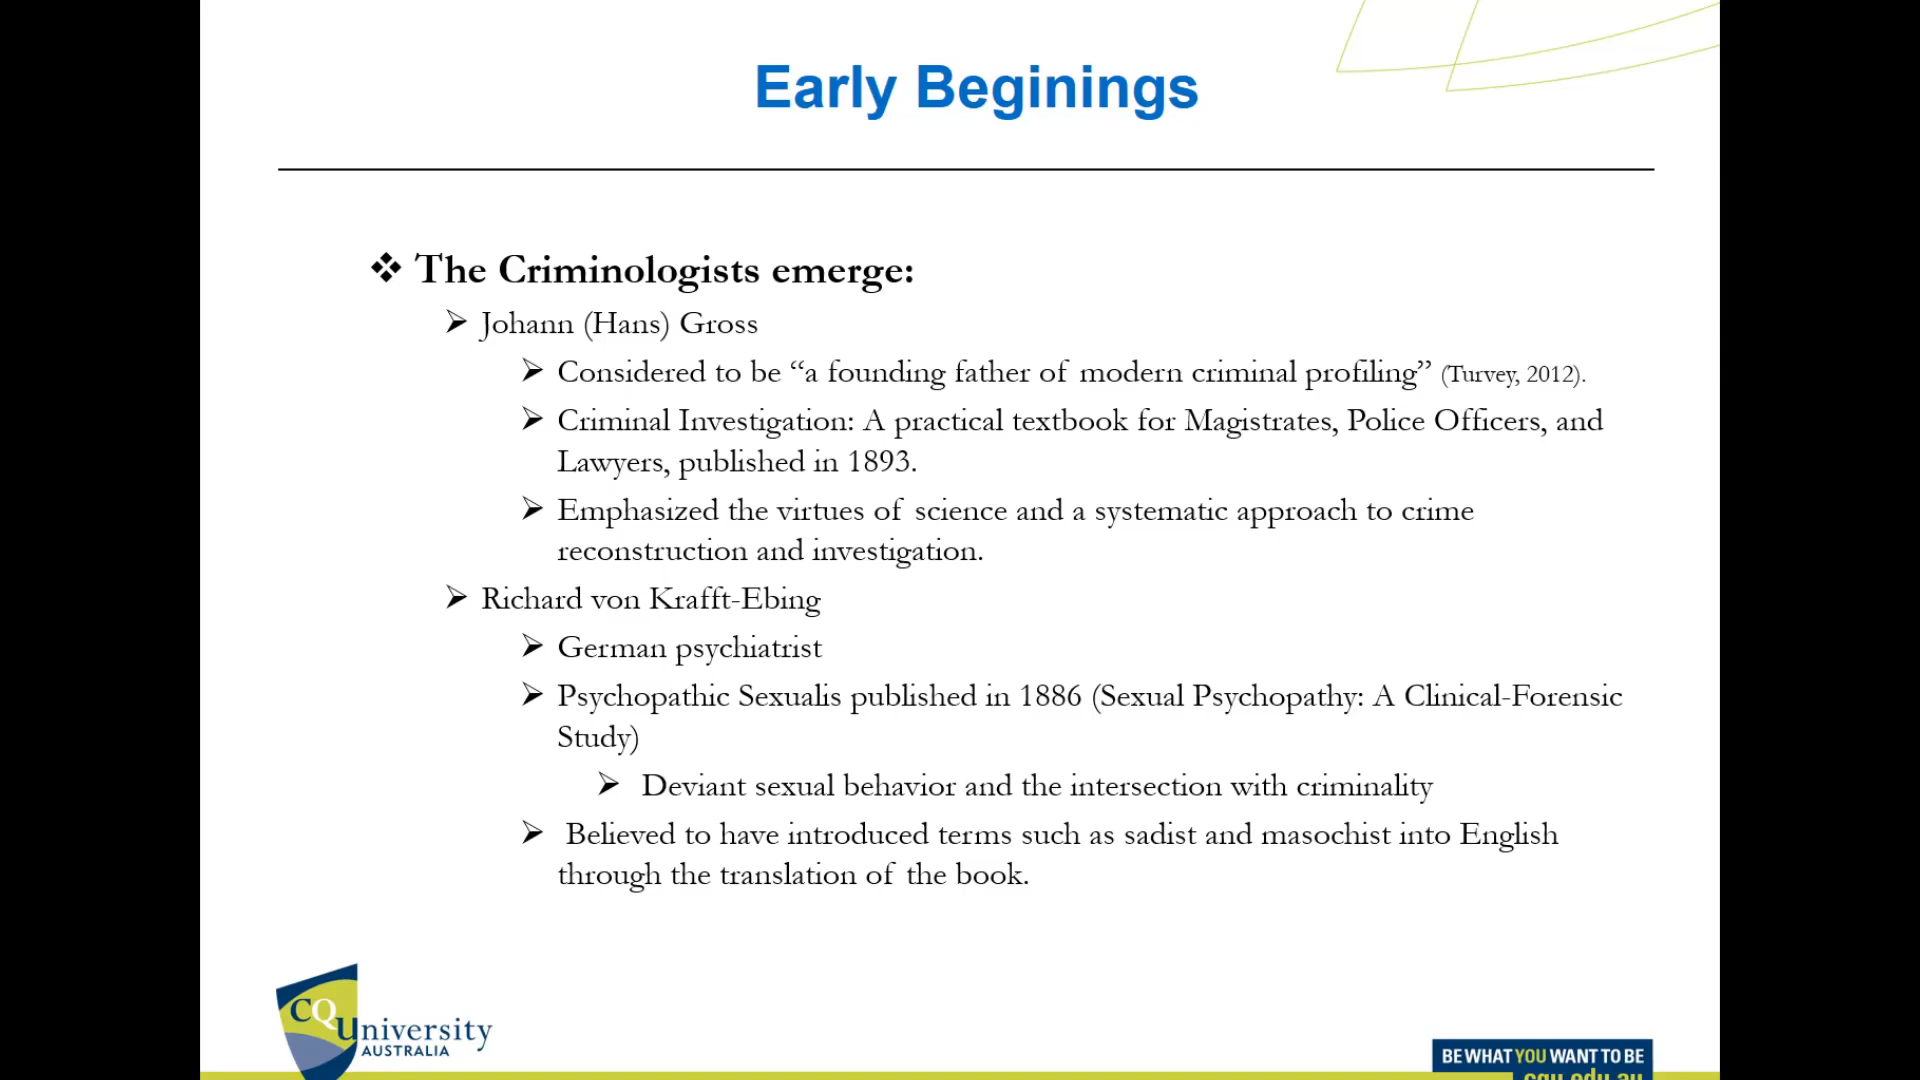 Early Beginings
The Criminologists emerge:
Johann (Hans) Gross
Considered to be “a founding father of modern criminal profiling” (Turvey, 2012).
Criminal Investigation: A practical textbook for Magistrates, Police Officers, and
Lawyers, published in 1893.
Emphasized the virtues of science and a systematic approach to crime
reconstruction and investigation.
Richard von Krafft-Ebing
German psychiatrist
Psychopathic Sexualis published in 1886 (Sexual Psychopathy: A Clinical-Forensic
Study)
Deviant sexual behavior and the intersection with criminality
Believed to have introduced terms such as sadist and masochist into English
through the translation of the book.
CQUniversity
AUSTRALIA
BE WHAT YOU WANT TO BE
cqu.edu.au